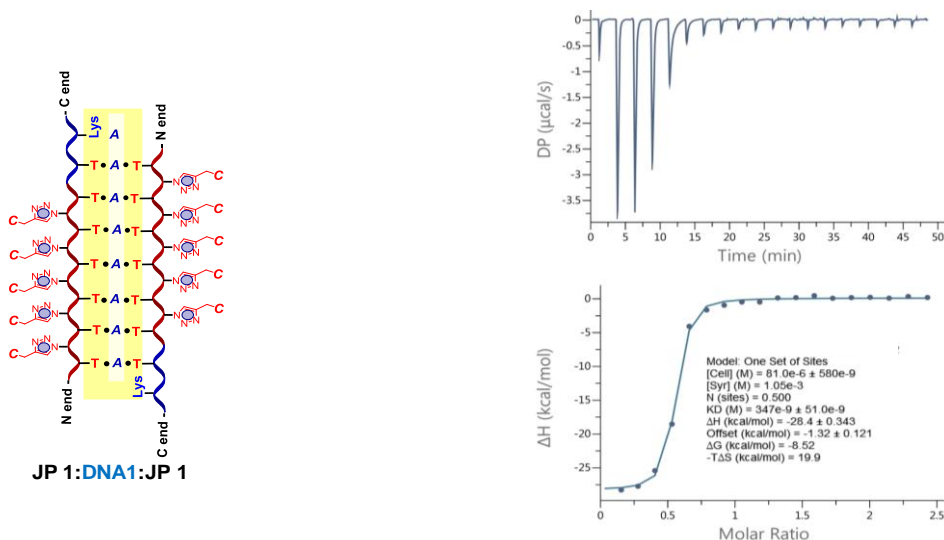 - C end
- N end
Lys A
T•A•T
N N N C
T•A•T
C N N N
N N N C
T•A•T
C N N N
N N N C
T•A•T
C N N N
N N N C
T•A•T
C N N N
N N N C
T•A•T
C N N N
T•A•T
Lys
N end -
C end -
JP 1:DNA1:JP 1
0
-0.5
-1
-1.5
-2
-2.5
-3
-3.5
DP (µcal/s)
0 5 10 15 20 25 30 35 40 45 50
Time (min)
0
-5
-10
-15
-20
-25
ΔH (kcal/mol)
Model: One Set of Sites
[Cell] (M) = 81.0e-6 ± 580e-9
[Syr] (M) = 1.05e-3
N (sites) = 0.500
KD (M) = 347e-9 ± 51.0e-9
ΔH (kcal/mol) = -28.4 ± 0.343
Offset (kcal/mol) = -1.32 ± 0.121
ΔG (kcal/mol) = -8.52
-TΔS (kcal/mol) = 19.9
0 0.5 1 1.5 2 2.5
Molar Ratio